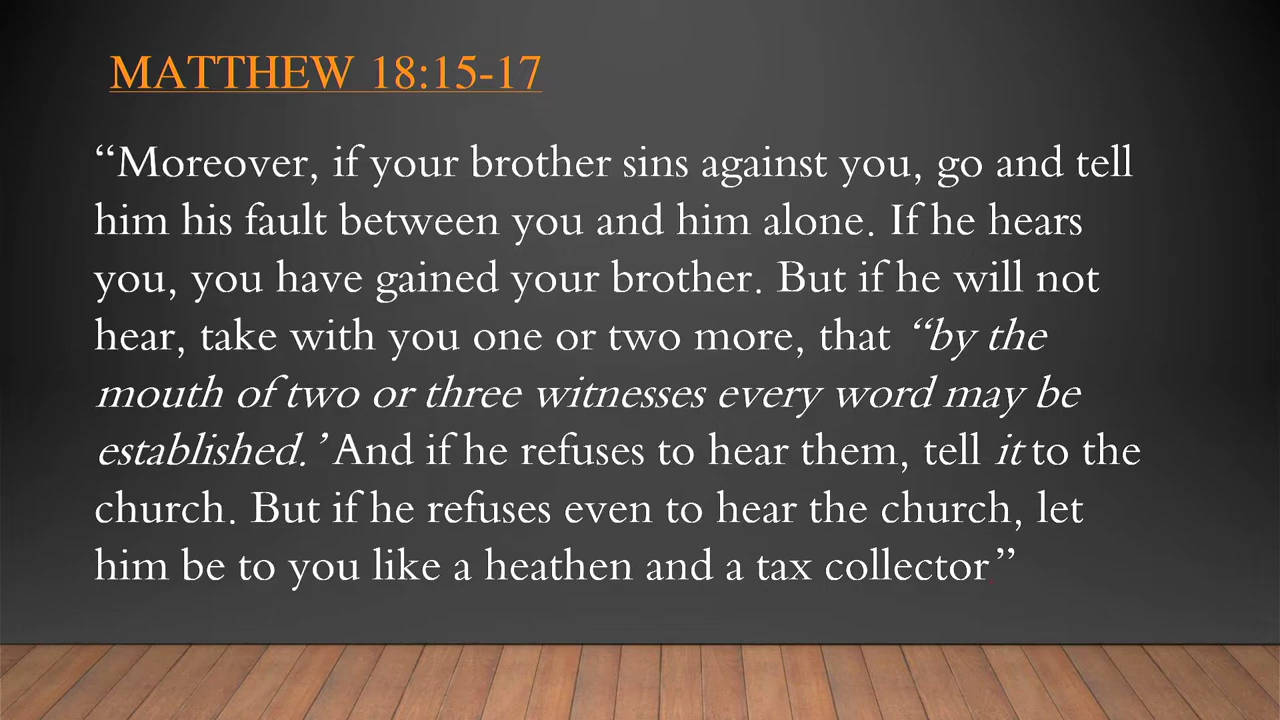 MATTHEW 18:15-17
“Moreover, if your brother sins against you, go and tell
him his fault between you and him alone. If he hears
you, you have gained your brother. But if he will not
hear, take with you one or two more, that “by the
mouth of two or three witnesses every word may be
established.’ And if he refuses to hear them, tell it to the
church. But if he refuses even to hear the church, let
him be to you like a heathen and a tax collector.”